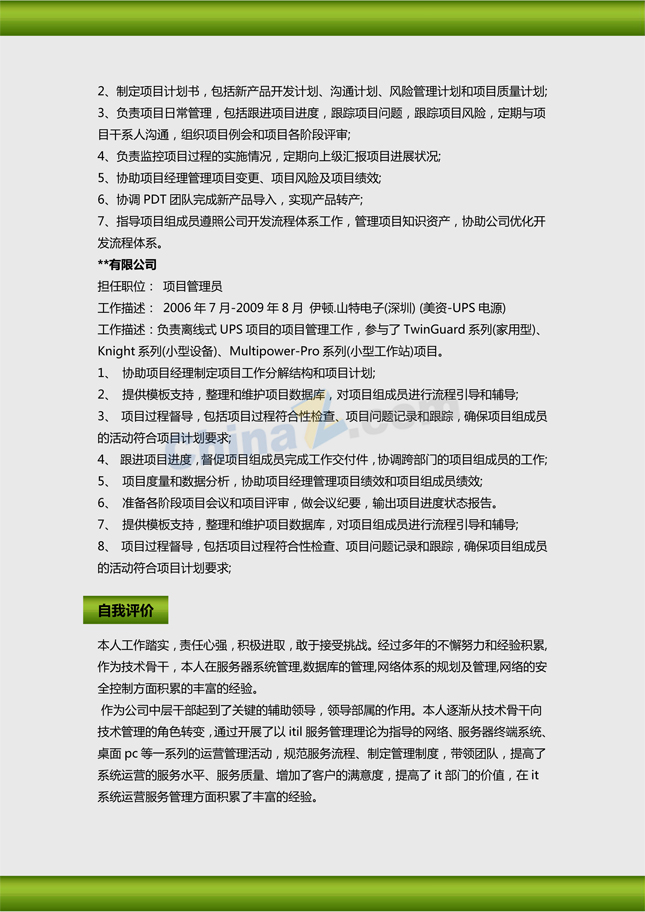 2、制定项目计划书，包括新产品开发计划、沟通计划、风险管理计划和项目质量计划;
3、负责项目日常管理，包括跟进项目进度，跟踪项目问题，跟踪项目风险，定期与项
目干系人沟通，组织项目例会和项目各阶段评审;
4、负责监控项目过程的实施情况，定期向上级汇报项目进展状况;
5、协助项目经理管理项目变更、项目风险及项目绩效;
6、协调 PDT 团队完成新产品导入，实现产品转产;
7、指导项目组成员遵照公司开发流程体系工作，管理项目知识资产，协助公司优化开
发流程体系。
**有限公司
担任职位： 项目管理员
工作描述： 2006 年 7 月-2009 年 8 月 伊顿.山特电子(深圳) (美资-UPS 电源)
工作描述：负责离线式 UPS 项目的项目管理工作，参与了 TwinGuard 系列(家用型)、
Knight 系列(小型设备)、Multipower-Pro 系列(小型工作站)项目。
1、 协助项目经理制定项目工作分解结构和项目计划;
2、 提供模板支持，整理和维护项目数据库，对项目组成员进行流程引导和辅导;
3、 项目过程督导，包括项目过程符合性检查、项目问题记录和跟踪，确保项目组成员
的活动符合项目计划要求;
4、 跟进项目进度，督促项目组成员完成工作交付件，协调跨部门的项目组成员的工作;
5、 项目度量和数据分析，协助项目经理管理项目绩效和项目组成员绩效;
6、 准备各阶段项目会议和项目评审，做会议纪要，输出项目进度状态报告。
7、 提供模板支持，整理和维护项目数据库，对项目组成员进行流程引导和辅导;
8、 项目过程督导，包括项目过程符合性检查、项目问题记录和跟踪，确保项目组成员
的活动符合项目计划要求;
ChinaZ.com
自我评价
本人工作踏实，责任心强，积极进取，敢于接受挑战。经过多年的不懈努力和经验积累,
作为技术骨干，本人在服务器系统管理,数据库的管理,网络体系的规划及管理,网络的安
全控制方面积累的丰富的经验。
作为公司中层干部起到了关键的辅助领导，领导部属的作用。本人逐渐从技术骨干向
技术管理的角色转变，通过开展了以 itil 服务管理理论为指导的网络、服务器终端系统、
桌面 pc 等一系列的运营管理活动，规范服务流程、制定管理制度，带领团队，提高了
系统运营的服务水平、服务质量、增加了客户的满意度，提高了 it 部门的价值，在 it
系统运营服务管理方面积累了丰富的经验。